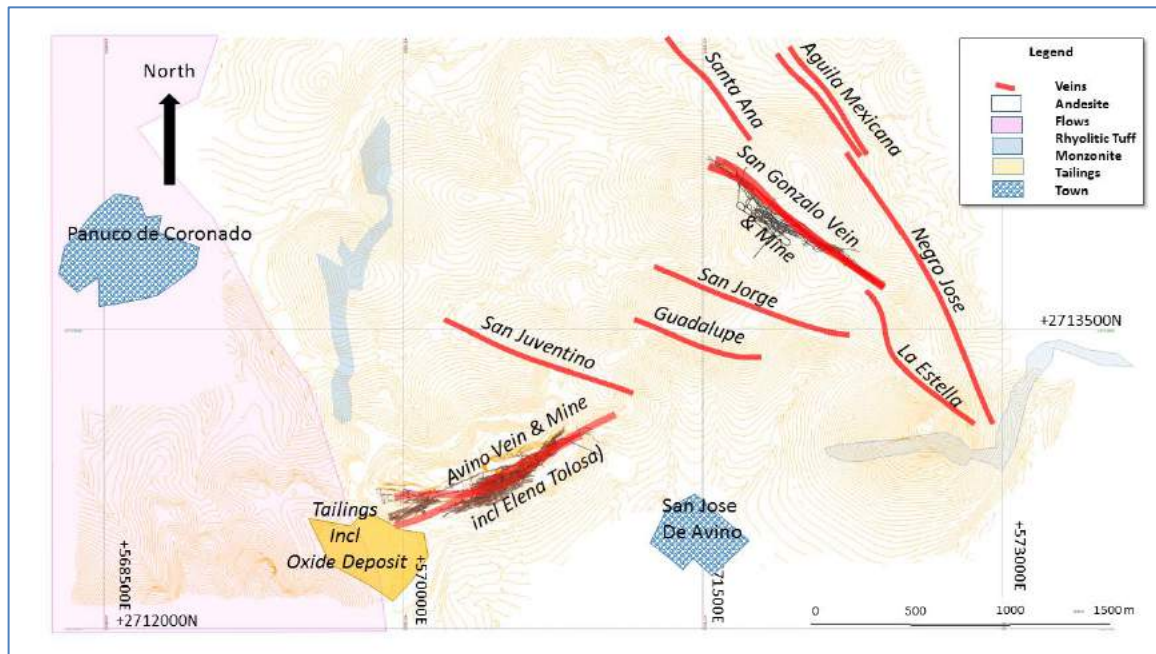 North
Santa Ana
Aguila Mexicana
Legend
Veins
Andesite
Flows
Rhyolitic Tuff
Monzonite
Tailings
Town
San Gonzalo Vein
& Mine
Panuco de Coronado
Negro Jose
San Jorge
Guadalupe
San Juventino
+2713500N
La Estella
Avino Vein & Mine
incl Elena Tolosa)
Tailings
Incl
Oxide Deposit
San Jose
De Avino
+568500E
+570000E
71500E
+573000E
+2712000N
0 500 1000 1500 m